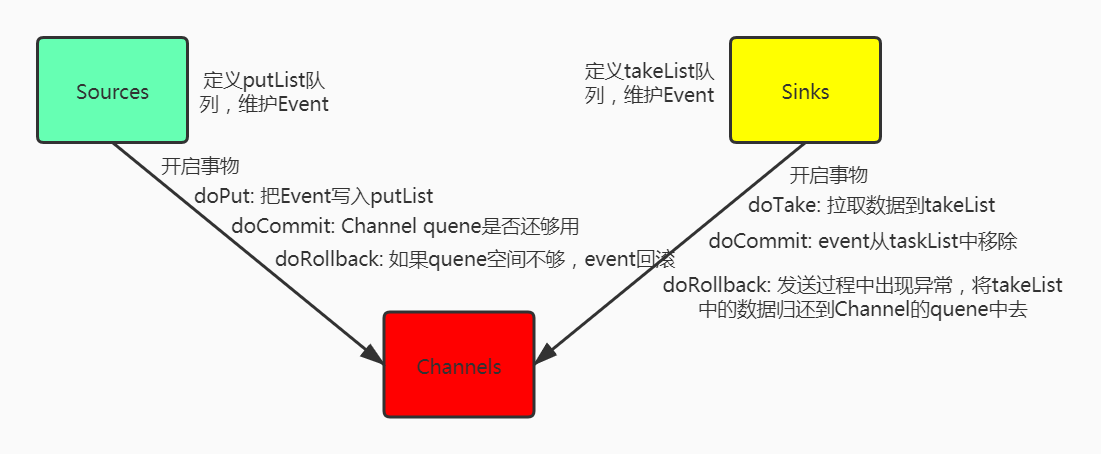 Sources
定义putList队
列，维护Event
定义takeList队
列，维护Event
Sinks
开启事物
doPut: 把Event写入putList
doCommit: Channel quene是否还够用
doRollback: 如果quene空间不够，event回滚
开启事物
doTake: 拉取数据到takeList
doCommit: event从taskList中移除
doRollback: 发送过程中出现异常，将takeList
中的数据归还到Channel的quene中去
Channels